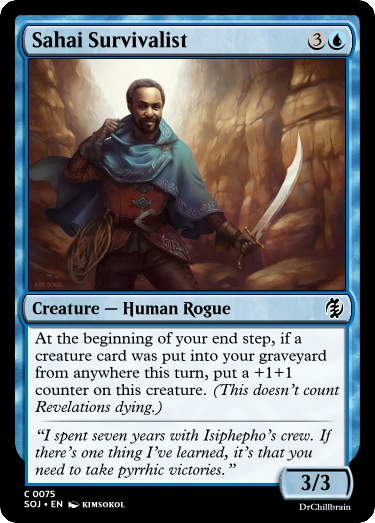 Sahai Survivalist 3
KIM SOKOL
Creature — Human Rogue
At the beginning of your end step, if a
creature card was put into your graveyard
from anywhere this turn, put a +1+1
counter on this creature. (This doesn't count
Revelations dying.)
"I spent seven years with Isiphepho's crew. If
there's one thing I've learned, it's that you
need to take pyrrhic victories."
3/3
C 0075
SOJ • EN KIMSOKOL
DrChillbrain